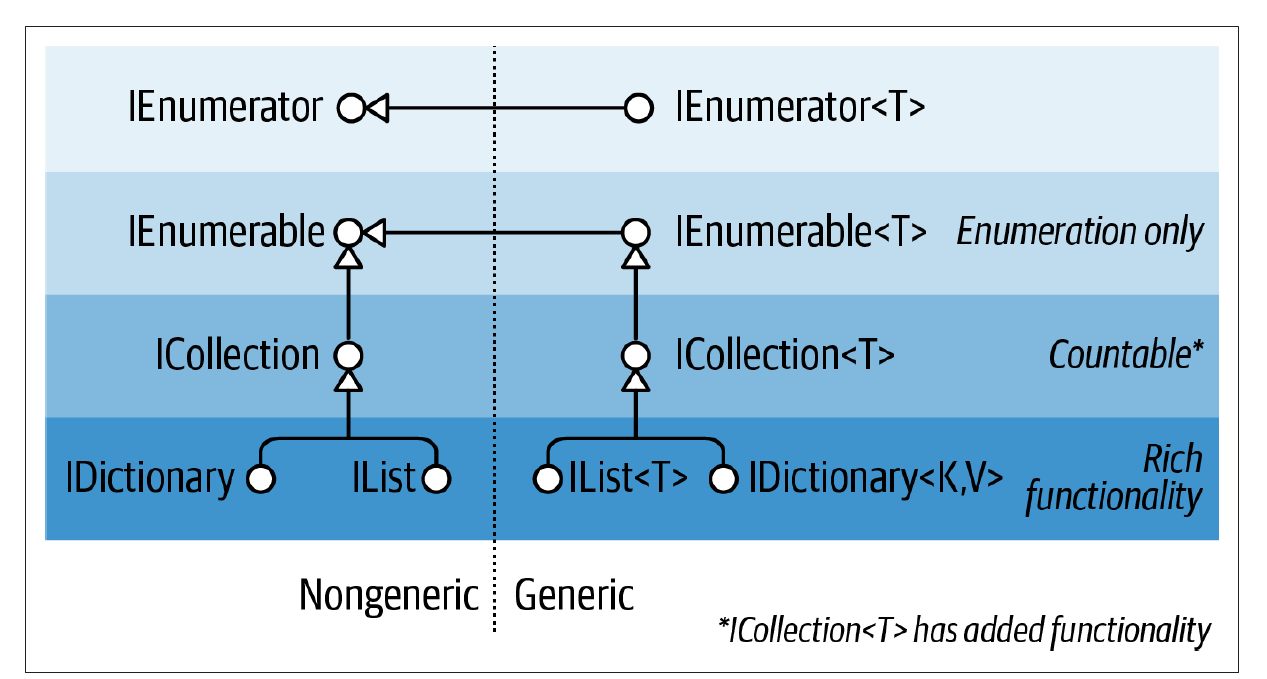 IEnumerator IEnumerator<T>
IEnumerable IEnumerable<T> Enumeration only
ICollection ICollection<T> Countable*
IDictionary IList IList<T> IDictionary<K,V> Rich
functionality
Nongeneric Generic
*ICollection<T> has added functionality